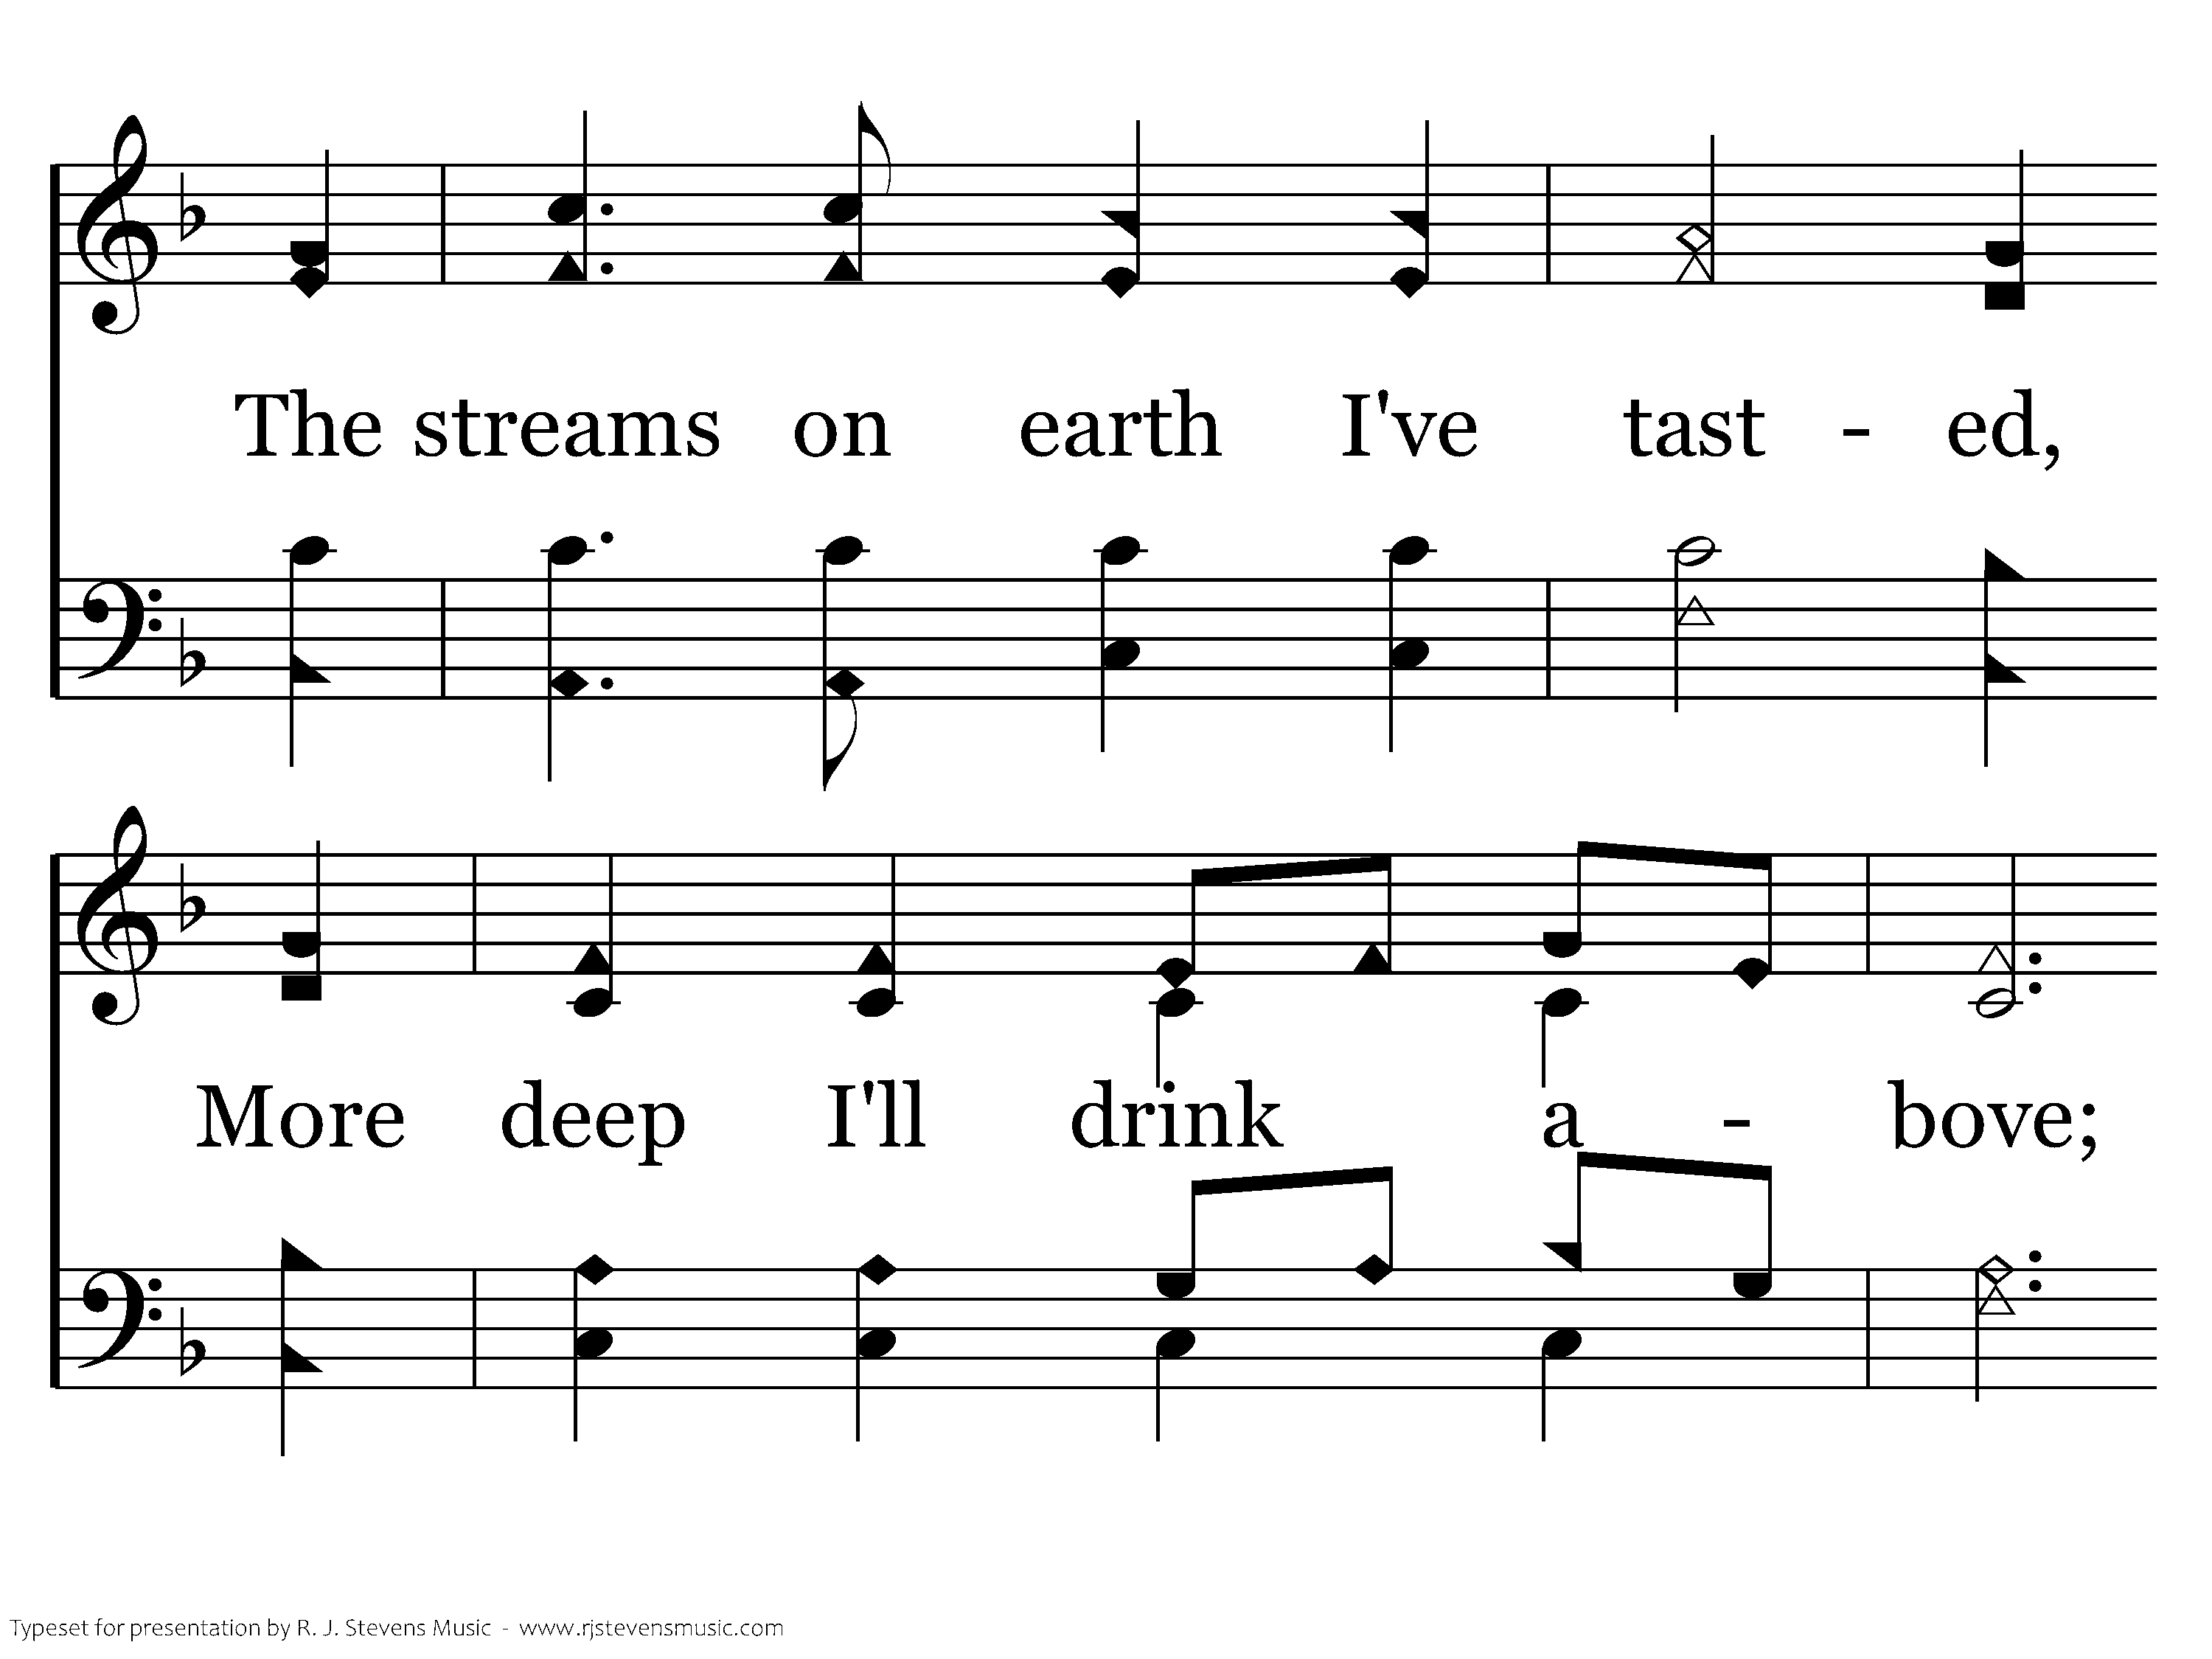 The streams on earth I've tast - ed,
More deep I'll drink a - bove;
Typeset for presentation by R. J. Stevens Music - www.rjstevensmusic.com